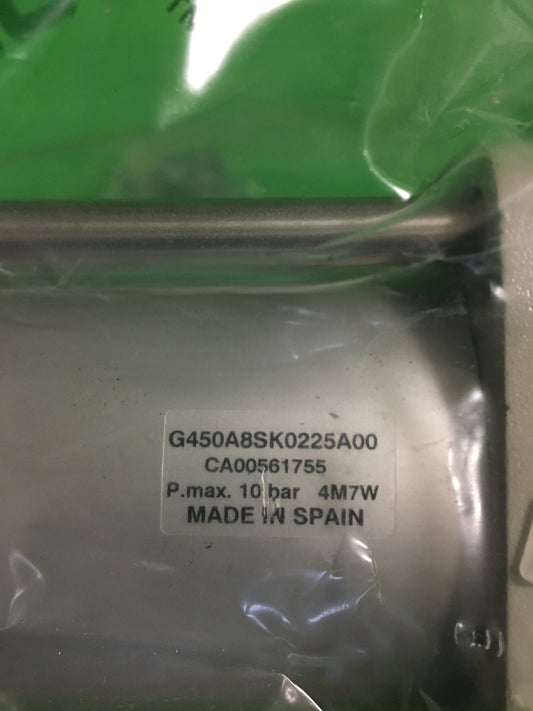 G450A8SK0225A00
CA00561755
P.max. 10 bar 4M7W
MADE IN SPAIN